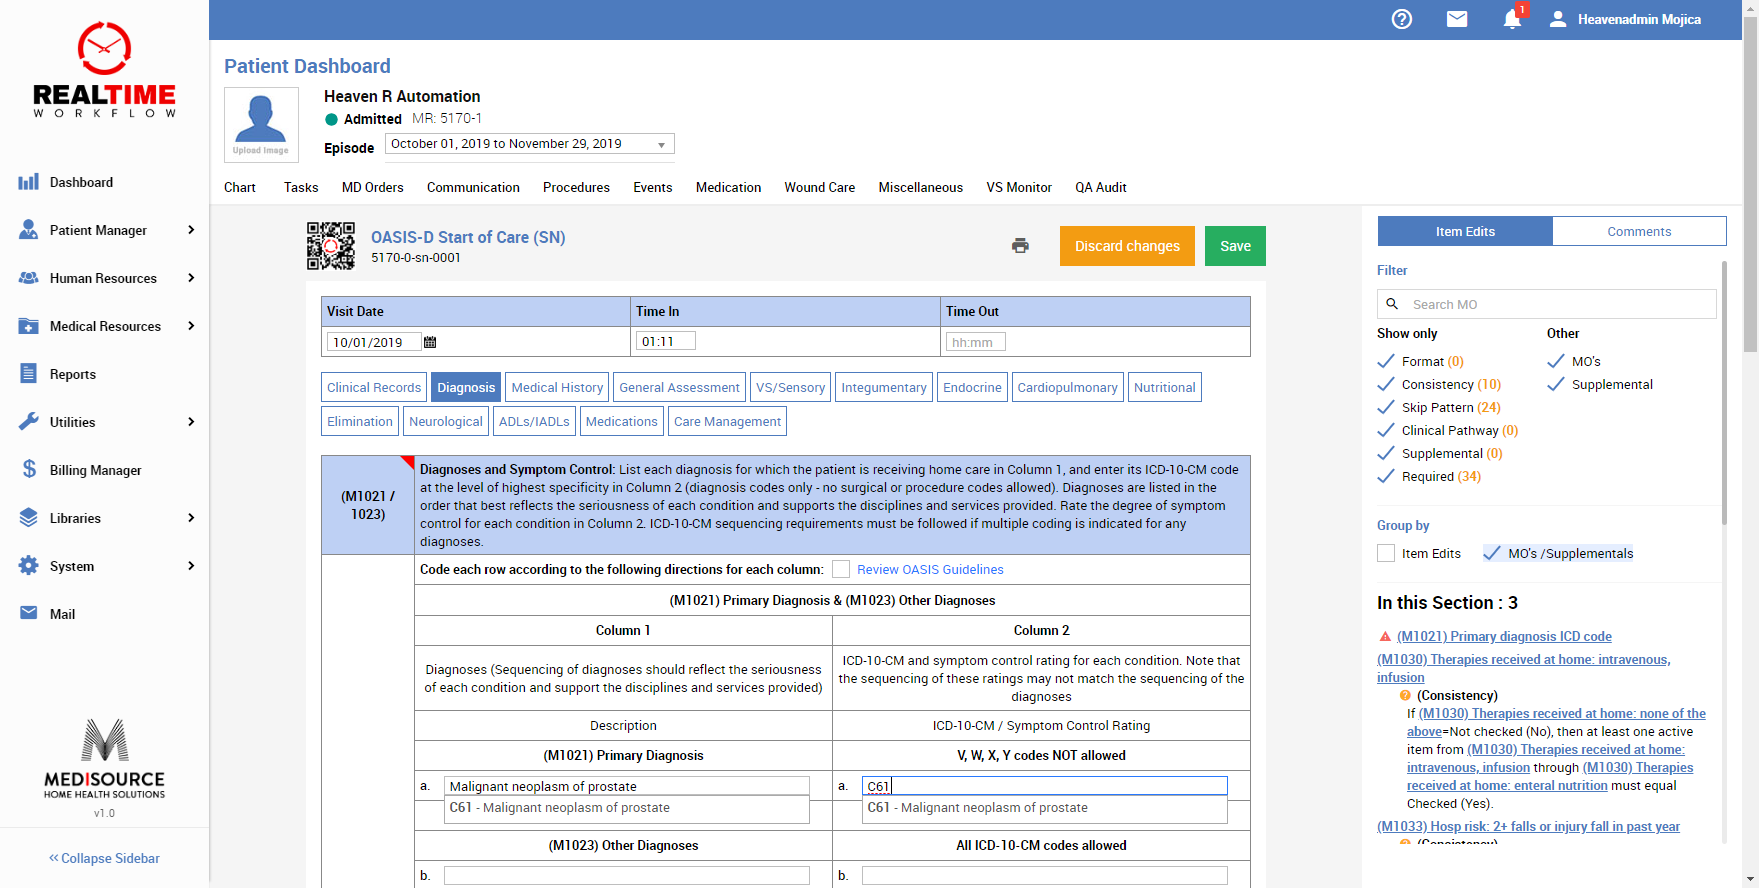 REALTIME
WORKFLOW
Dashboard
Patient Manager
Human Resources
Medical Resources
Reports
Utilities
Billing Manager
Libraries
System
Mail
MEDISOURCE
HOME HEALTH SOLUTIONS
v1.0
Collapse Sidebar
1
Heavenadmin Mojica
Patient Dashboard
Upload Image
Heaven R Automation
Admitted MR: 5170-1
Episode October 01, 2019 to November 29, 2019
Chart Tasks MD Orders Communication Procedures Events Medication Wound Care Miscellaneous VS Monitor QA Audit
OASIS-D Start of Care (SN)
5170-0-sn-0001
Discard changes Save
Visit Date Time In Time Out
10/01/2019 01:11 hh:mm
Clinical Records Diagnosis Medical History General Assessment VS/Sensory Integumentary Endocrine Cardiopulmonary Nutritional
Elimination Neurological ADLs/IADLs Medications Care Management
(M1021 /
1023)
Diagnoses and Symptom Control: List each diagnosis for which the patient is receiving home care in Column 1, and enter its ICD-10-CM code
at the level of highest specificity in Column 2 (diagnosis codes only - no surgical or procedure codes allowed). Diagnoses are listed in the
order that best reflects the seriousness of each condition and supports the disciplines and services provided. Rate the degree of symptom
control for each condition in Column 2. ICD-10-CM sequencing requirements must be followed if multiple coding is indicated for any
diagnoses.
Code each row according to the following directions for each column: Review OASIS Guidelines
(M1021) Primary Diagnosis & (M1023) Other Diagnoses
Column 1 Column 2
Diagnoses (Sequencing of diagnoses should reflect the seriousness
of each condition and support the disciplines and services provided)
ICD-10-CM and symptom control rating for each condition. Note that
the sequencing of these ratings may not match the sequencing of the
diagnoses
Description ICD-10-CM / Symptom Control Rating
(M1021) Primary Diagnosis V, W, X, Y codes NOT allowed
a. Malignant neoplasm of prostate a. C61
C61 - Malignant neoplasm of prostate C61 - Malignant neoplasm of prostate
(M1023) Other Diagnoses All ICD-10-CM codes allowed
b. b.
Item Edits Comments
Filter
Search MO
Show only Other
Format (0) MO's
Consistency (10) Supplemental
Skip Pattern (24)
Clinical Pathway (0)
Supplemental (0)
Required (34)
Group by
Item Edits MO's /Supplementals
In this Section : 3
(M1021) Primary diagnosis ICD code
(M1030) Therapies received at home: intravenous,
infusion
(Consistency)
If (M1030) Therapies received at home: none of the
above=Not checked (No), then at least one active
item from (M1030) Therapies received at home:
intravenous, infusion through (M1030) Therapies
received at home: enteral nutrition must equal
Checked (Yes).
(M1033) Hosp risk: 2+ falls or injury fall in past year
(Consistency)